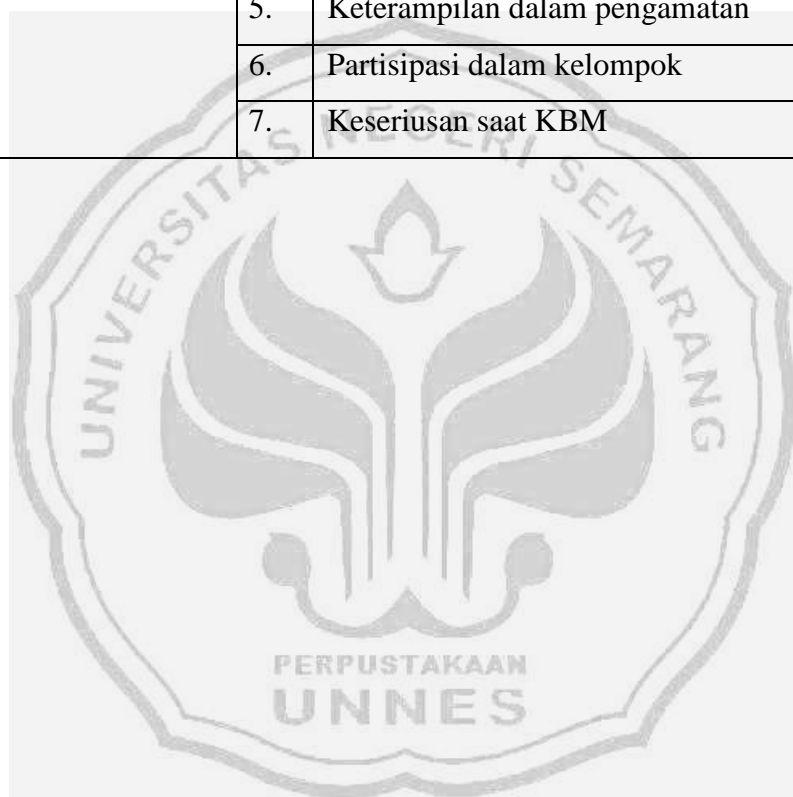 5. Keterampilan dalam pengamatan
6. Partisipasi dalam kelompok
7. Keseriusan saat KBM
UNIVERSITAS NEGERI SEMARANG
PERPUSTAKAAN
UNNES